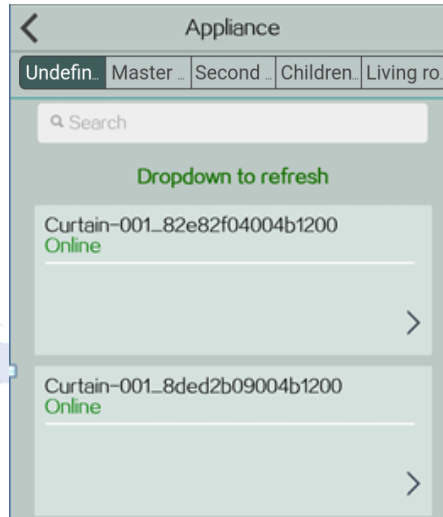 Appliance
Undefin... Master ... Second ... Children... Living ro...
Search
Dropdown to refresh
Curtain-001_82e82f04004b1200
Online
Curtain-001_8ded2b09004b1200
Online